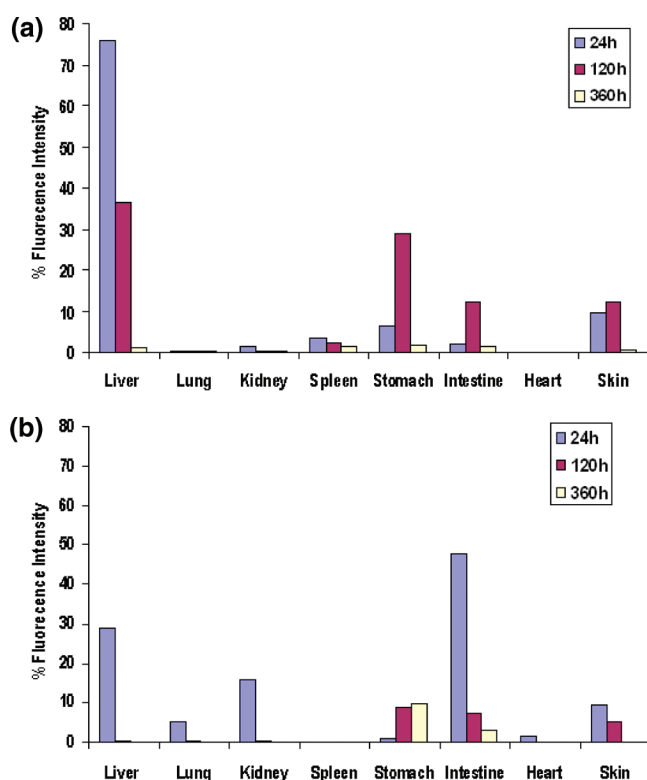 (a)
80
70
60
50
40
30
20
10
0
% Fluorecence Intensity
24h
120h
360h
Liver Lung Kidney Spleen Stomach Intestine Heart Skin
(b)
80
70
60
50
40
30
20
10
0
% Fluorescence Intensity
24h
120h
360h
Liver Lung Kidney Spleen Stomach Intestine Heart Skin